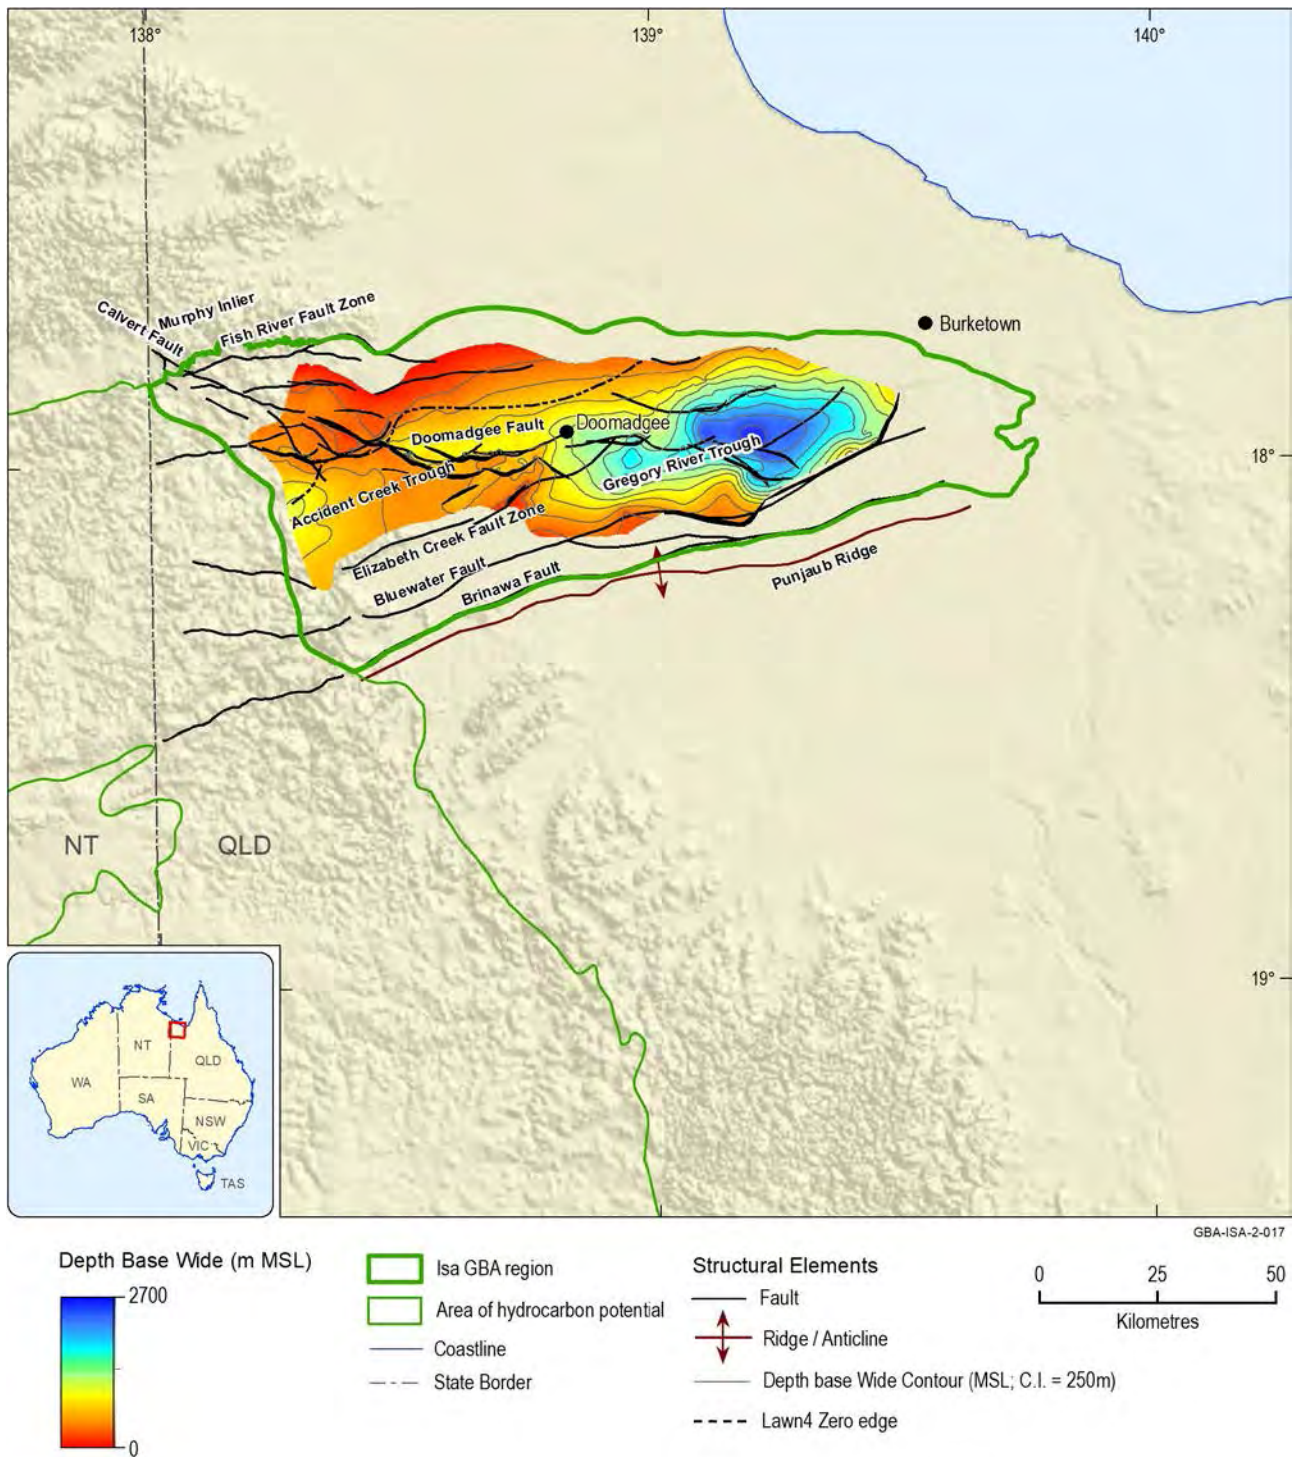 138°
139°
140°
Burketown
Murphy Inlier
Calvert Fault
Fish River Fault Zone
Doomadgee Fault
Doomadgee
18°
Gregory River Trough
Accident Creek Trough
Elizabeth Creek Fault Zone
Bluewater Fault
Brinawa Fault
Punjaub Ridge
NT
QLD
19°
NT
QLD
WA
SA
NSW
VIC
TAS
GBA-ISA-2-017
Depth Base Wide (m MSL)
2700
0
Isa GBA region
Area of hydrocarbon potential
Coastline
State Border
Structural Elements
Fault
Ridge / Anticline
Depth base Wide Contour (MSL; C.I. = 250m)
Lawn4 Zero edge
0 25 50
Kilometres